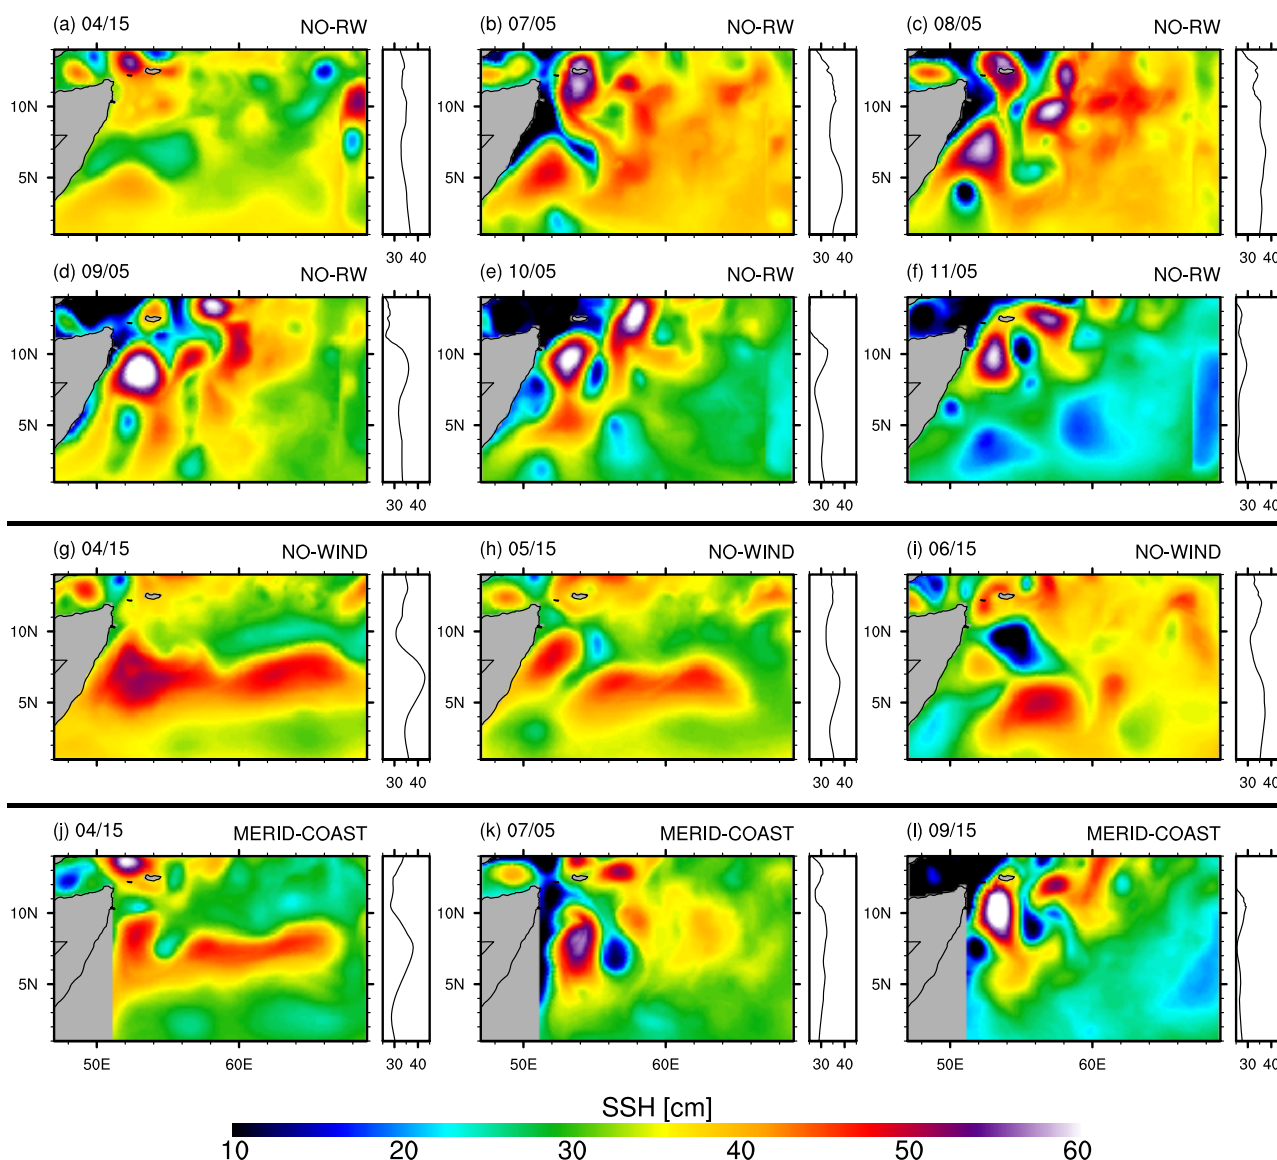 (a) 04/15 NO-RW (b) 07/05 NO-RW (c) 08/05 NO-RW
10N 10N 10N
5N 5N 5N
50E 60E 30 40 30 40 30 40
(d) 09/05 NO-RW (e) 10/05 NO-RW (f) 11/05 NO-RW
10N 10N 10N
5N 5N 5N
30 40 30 40 30 40
(g) 04/15 NO-WIND (h) 05/15 NO-WIND (i) 06/15 NO-WIND
10N 10N 10N
5N 5N 5N
30 40 30 40 30 40
(j) 04/15 MERID-COAST (k) 07/05 MERID-COAST (l) 09/15 MERID-COAST
10N 10N 10N
5N 5N 5N
50E 60E 30 40 50E 60E 30 40 50E 60E 30 40
SSH [cm]
10 20 30 40 50 60